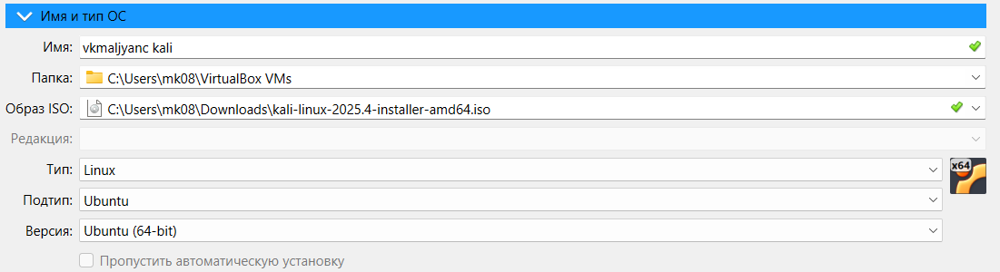 Имя и тип ОС
Имя: vkmaljyanc kali
Папка: C:\Users\mk08\VirtualBox VMs
Образ ISO: C:\Users\mk08\Downloads\kali-linux-2025.4-installer-amd64.iso
Редакция:
Тип: Linux
x64
Подтип: Ubuntu
Версия: Ubuntu (64-bit)
Пропустить автоматическую установку